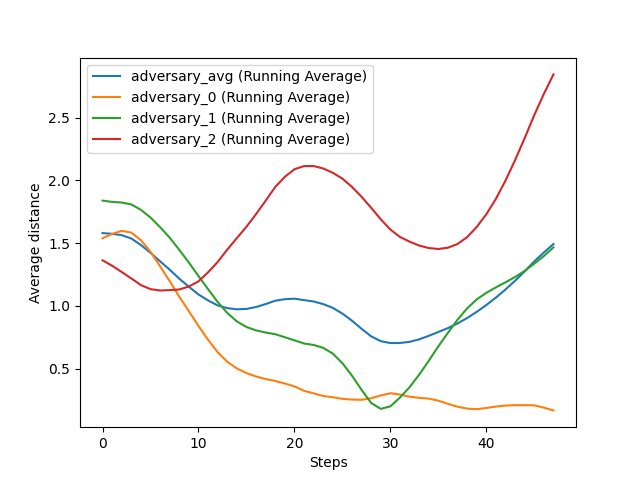 adversary_avg (Running Average)
adversary_0 (Running Average)
adversary_1 (Running Average)
adversary_2 (Running Average)
2.5
2.0
1.5
1.0
0.5
Average distance
0 10 20 30 40
Steps